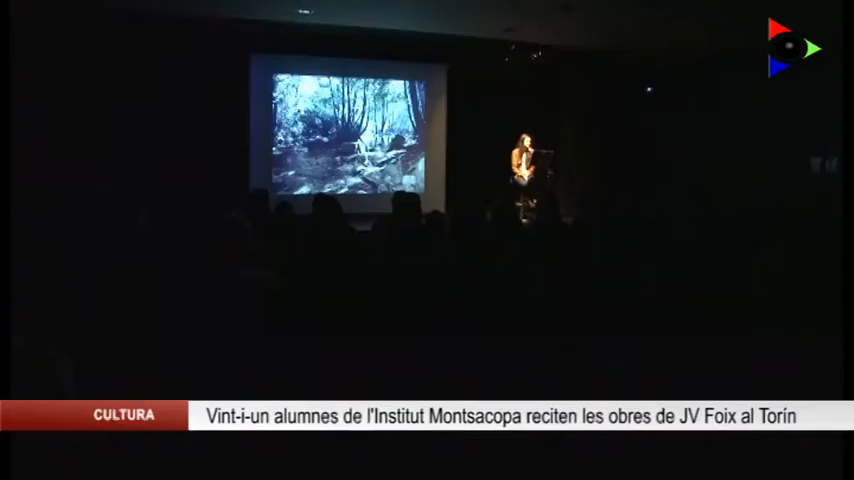 CULTURA
Vint-i-un alumnes de l'Institut Montsacopa reciten les obres de JV Foix al Torín